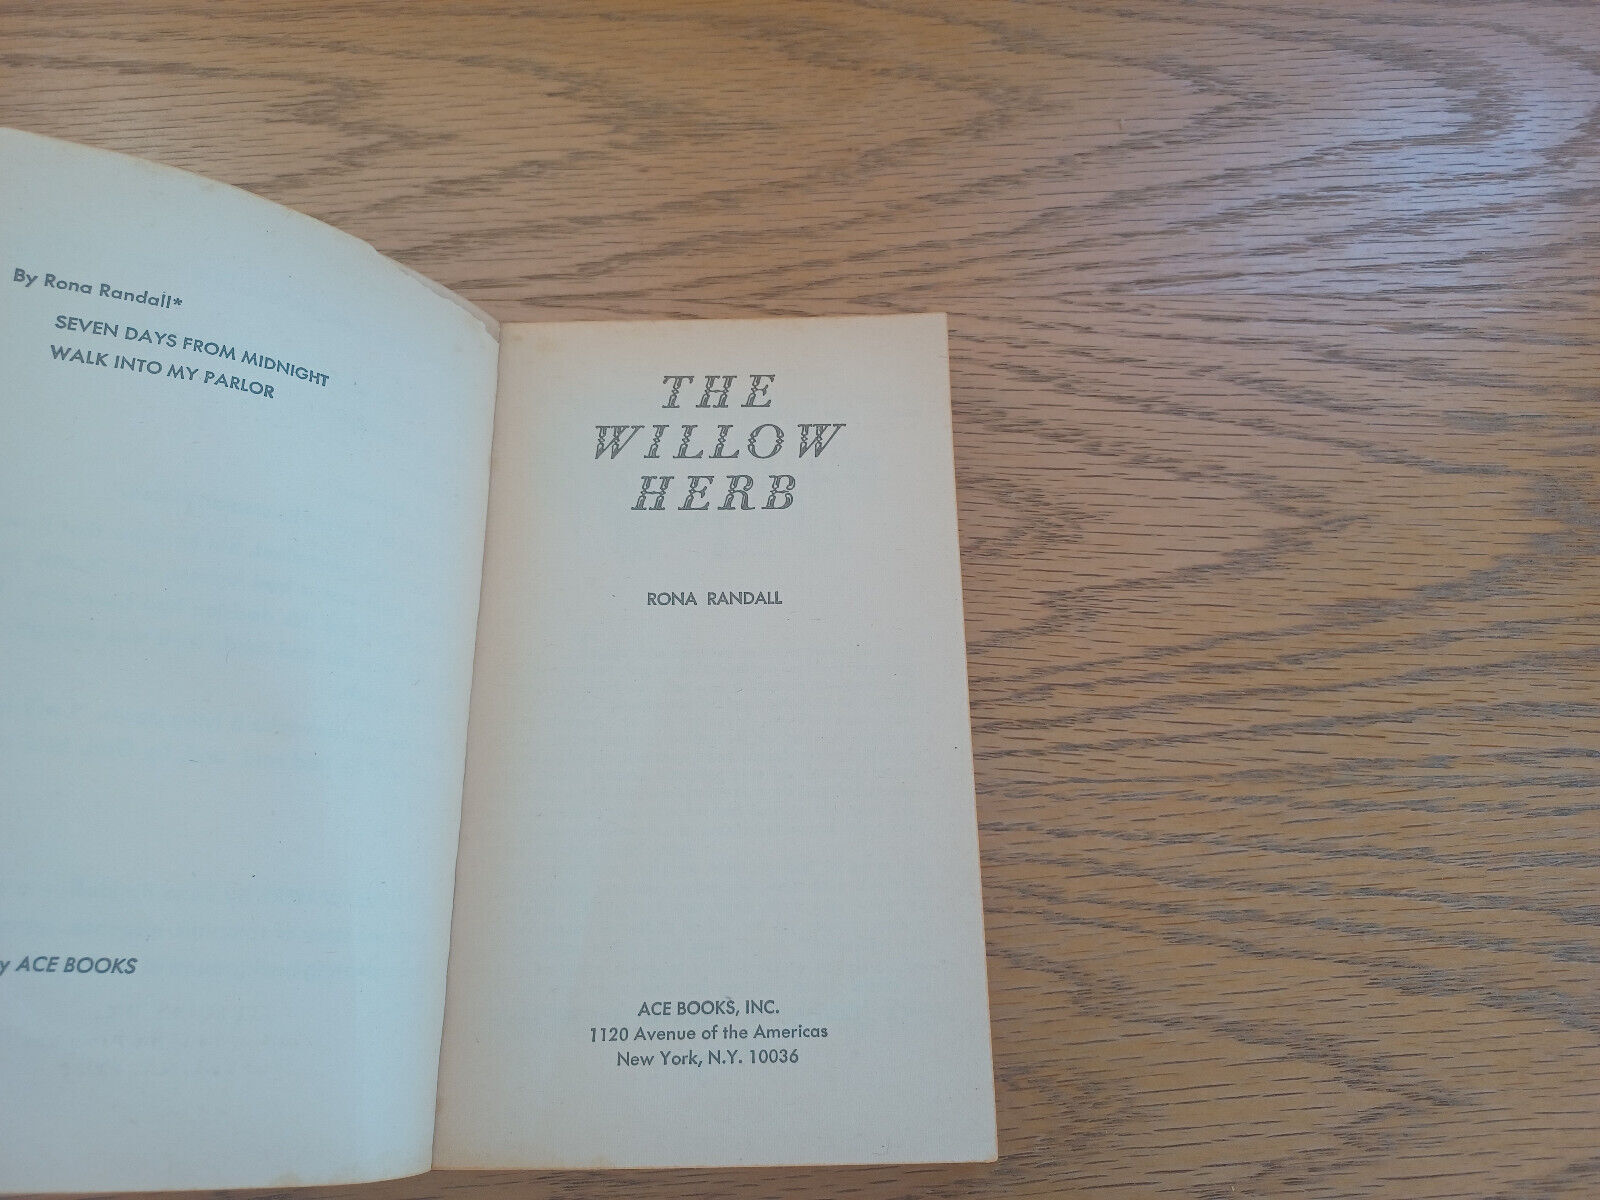 By Rona Randall*
SEVEN DAYS FROM MIDNIGHT
WALK INTO MY PARLOR
y ACE BOOKS
THE
WILLOW
HERB
RONA RANDALL
ACE BOOKS, INC.
1120 Avenue of the Americas
New York, N.Y. 10036